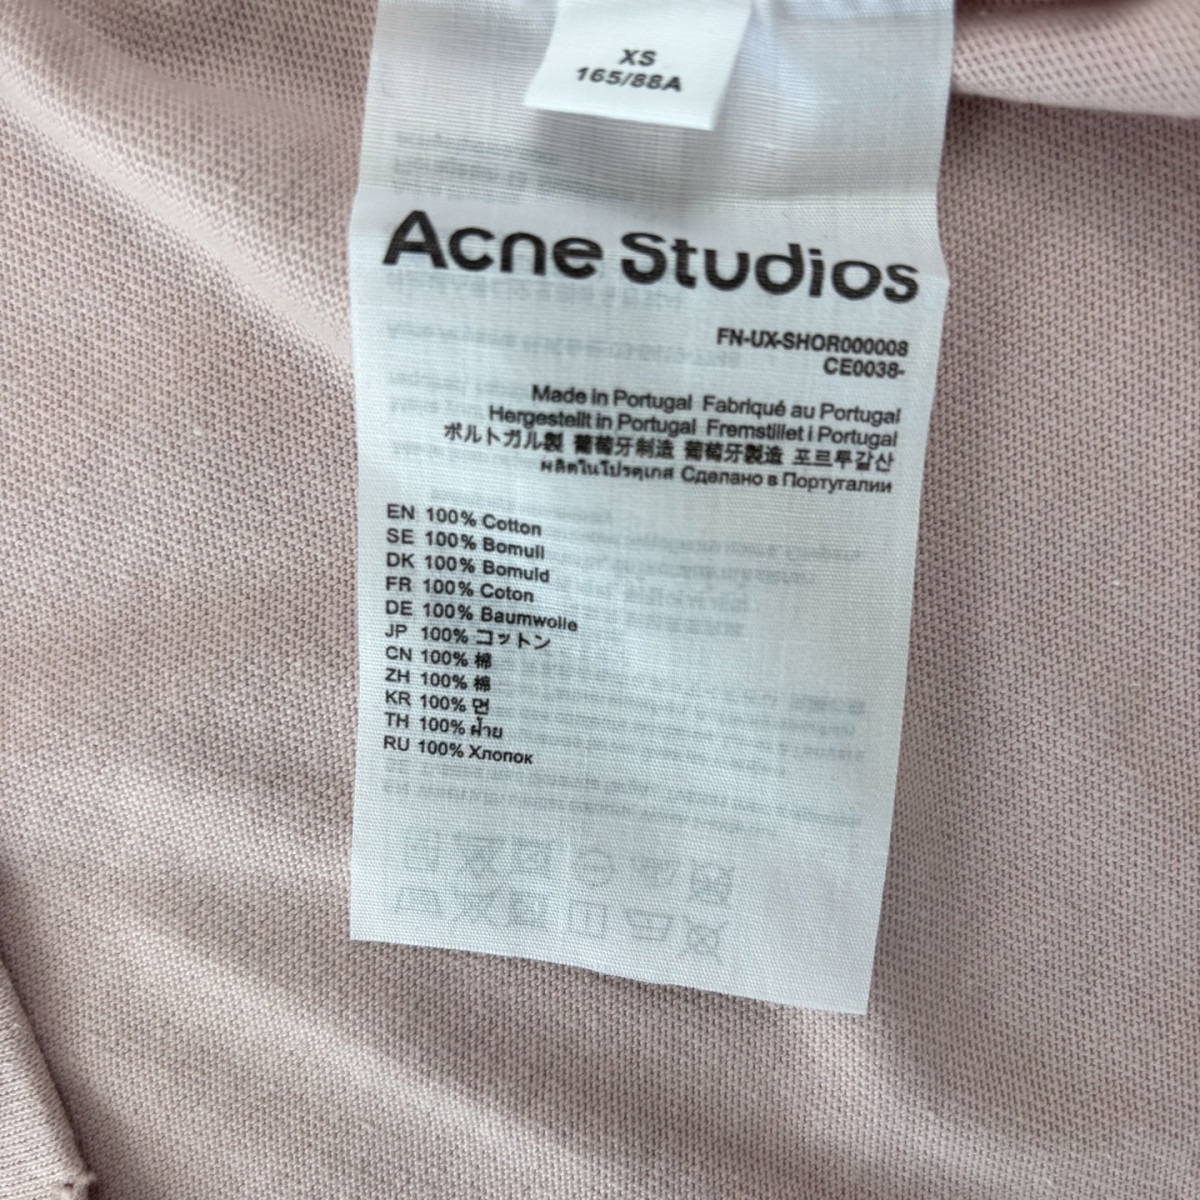 XS
165/88A
Acne Studios
FN-UX-SHOR000008
CE0038-
Made in Portugal Fabriqué au Portugal
Hergestellt in Portugal Fremstillet i Portugal
ポルトガル製 葡萄牙制造 葡萄牙製造 포르투갈산
ผลิตในโปรตุเกส Сделано в Португалии
EN 100% Cotton
SE 100% Bomull
DK 100% Bomuld
FR 100% Coton
DE 100% Baumwolle
JP 100% コットン
CN 100% 棉
ZH 100% 棉
KR 100% 면
TH 100% ฝ้าย
RU 100% Хлопок